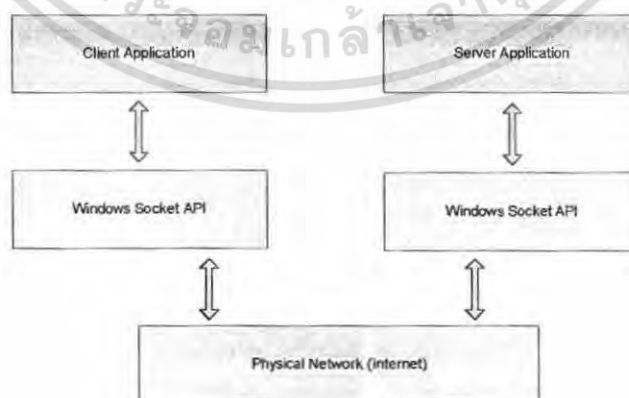 Client Application
Server Application
Windows Socket API
Windows Socket API
Physical Network (internet)